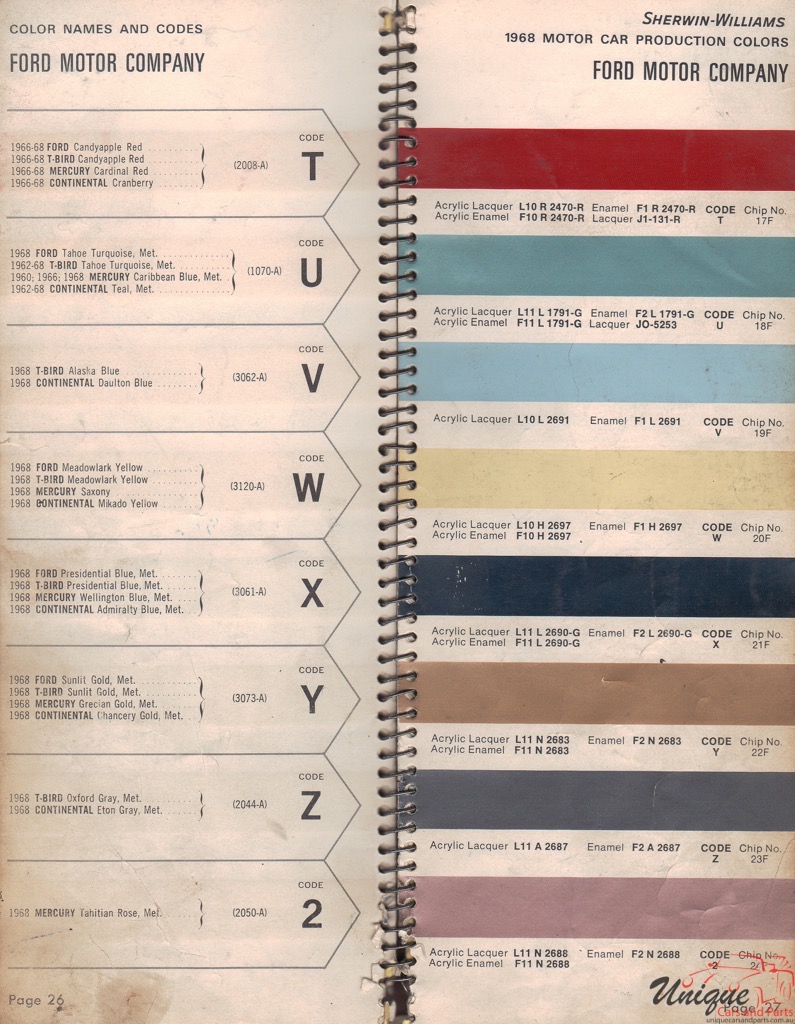 COLOR NAMES AND CODES
FORD MOTOR COMPANY
CODE
T
1966-68 FORD Candyapple Red
1966-68 T-BIRD Candyapple Red
1966-68 MERCURY Cardinal Red
1966-68 CONTINENTAL Cranberry
(2008-A)
CODE
U
1968 FORD Tahoe Turquoise, Met.
1962-68 T-BIRD Tahoe Turquoise, Met.
1960; 1966; 1968 MERCURY Caribbean Blue, Met.
1962-68 CONTINENTAL Teal, Met.
(1070-A)
CODE
V
1968 T-BIRD Alaska Blue
1968 CONTINENTAL Daulton Blue
(3062-A)
CODE
W
1968 FORD Meadowlark Yellow
1968 T-BIRD Meadowlark Yellow
1968 MERCURY Saxony
1968 CONTINENTAL Mikado Yellow
(3120-A)
CODE
X
1968 FORD Presidential Blue, Met.
1968 T-BIRD Presidential Blue, Met.
1968 MERCURY Wellington Blue, Met.
1968 CONTINENTAL Admiralty Blue, Met.
(3061-A)
CODE
Y
1968 FORD Sunlit Gold, Met.
1968 T-BIRD Sunlit Gold, Met.
1968 MERCURY Grecian Gold, Met.
1968 CONTINENTAL Chancery Gold, Met.
(3073-A)
CODE
Z
1968 T-BIRD Oxford Gray, Met.
1968 CONTINENTAL Eton Gray, Met.
(2044-A)
CODE
2
1968 MERCURY Tahitian Rose, Met.
(2050-A)
Page 26
SHERWIN-WILLIAMS
1968 MOTOR CAR PRODUCTION COLORS
FORD MOTOR COMPANY
Acrylic Lacquer L10 R 2470-R Enamel F1 R 2470-R CODE Chip No.
Acrylic Enamel F10 R 2470-R Lacquer J1-131-R T 17F
Acrylic Lacquer L11 L 1791-G Enamel F2 L 1791-G CODE Chip No.
Acrylic Enamel F11 L 1791-G Lacquer JO-5253 U 18F
Acrylic Lacquer L10 L 2691 Enamel F1 L 2691 CODE Chip No.
V 19F
Acrylic Lacquer L10 H 2697 Enamel F1 H 2697 CODE Chip No.
Acrylic Enamel F10 H 2697 W 20F
Acrylic Lacquer L11 L 2690-G Enamel F2 L 2690-G CODE Chip No.
Acrylic Enamel F11 L 2690-G X 21F
Acrylic Lacquer L11 N 2683 Enamel F2 N 2683 CODE Chip No.
Acrylic Enamel F11 N 2683 Y 22F
Acrylic Lacquer L11 A 2687 Enamel F2 A 2687 CODE Chip No.
Z 23F
Acrylic Lacquer L11 N 2688 Enamel F2 N 2688 CODE Chip No.
Acrylic Enamel F11 N 2688 2
Unique
Cars and Parts
Page 27
uniquecarsandparts.com.au